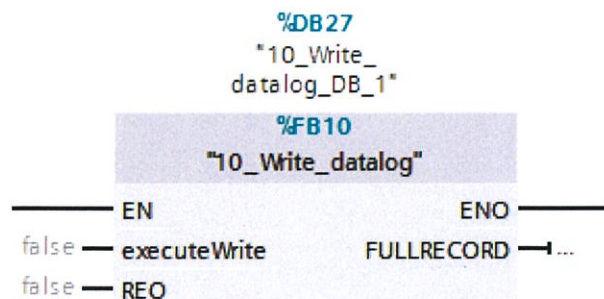 %DB27
"10_Write_
datalog_DB_1"
%FB10
"10_Write_datalog"
EN ENO
false executeWrite FULLRECORD ...
false REQ